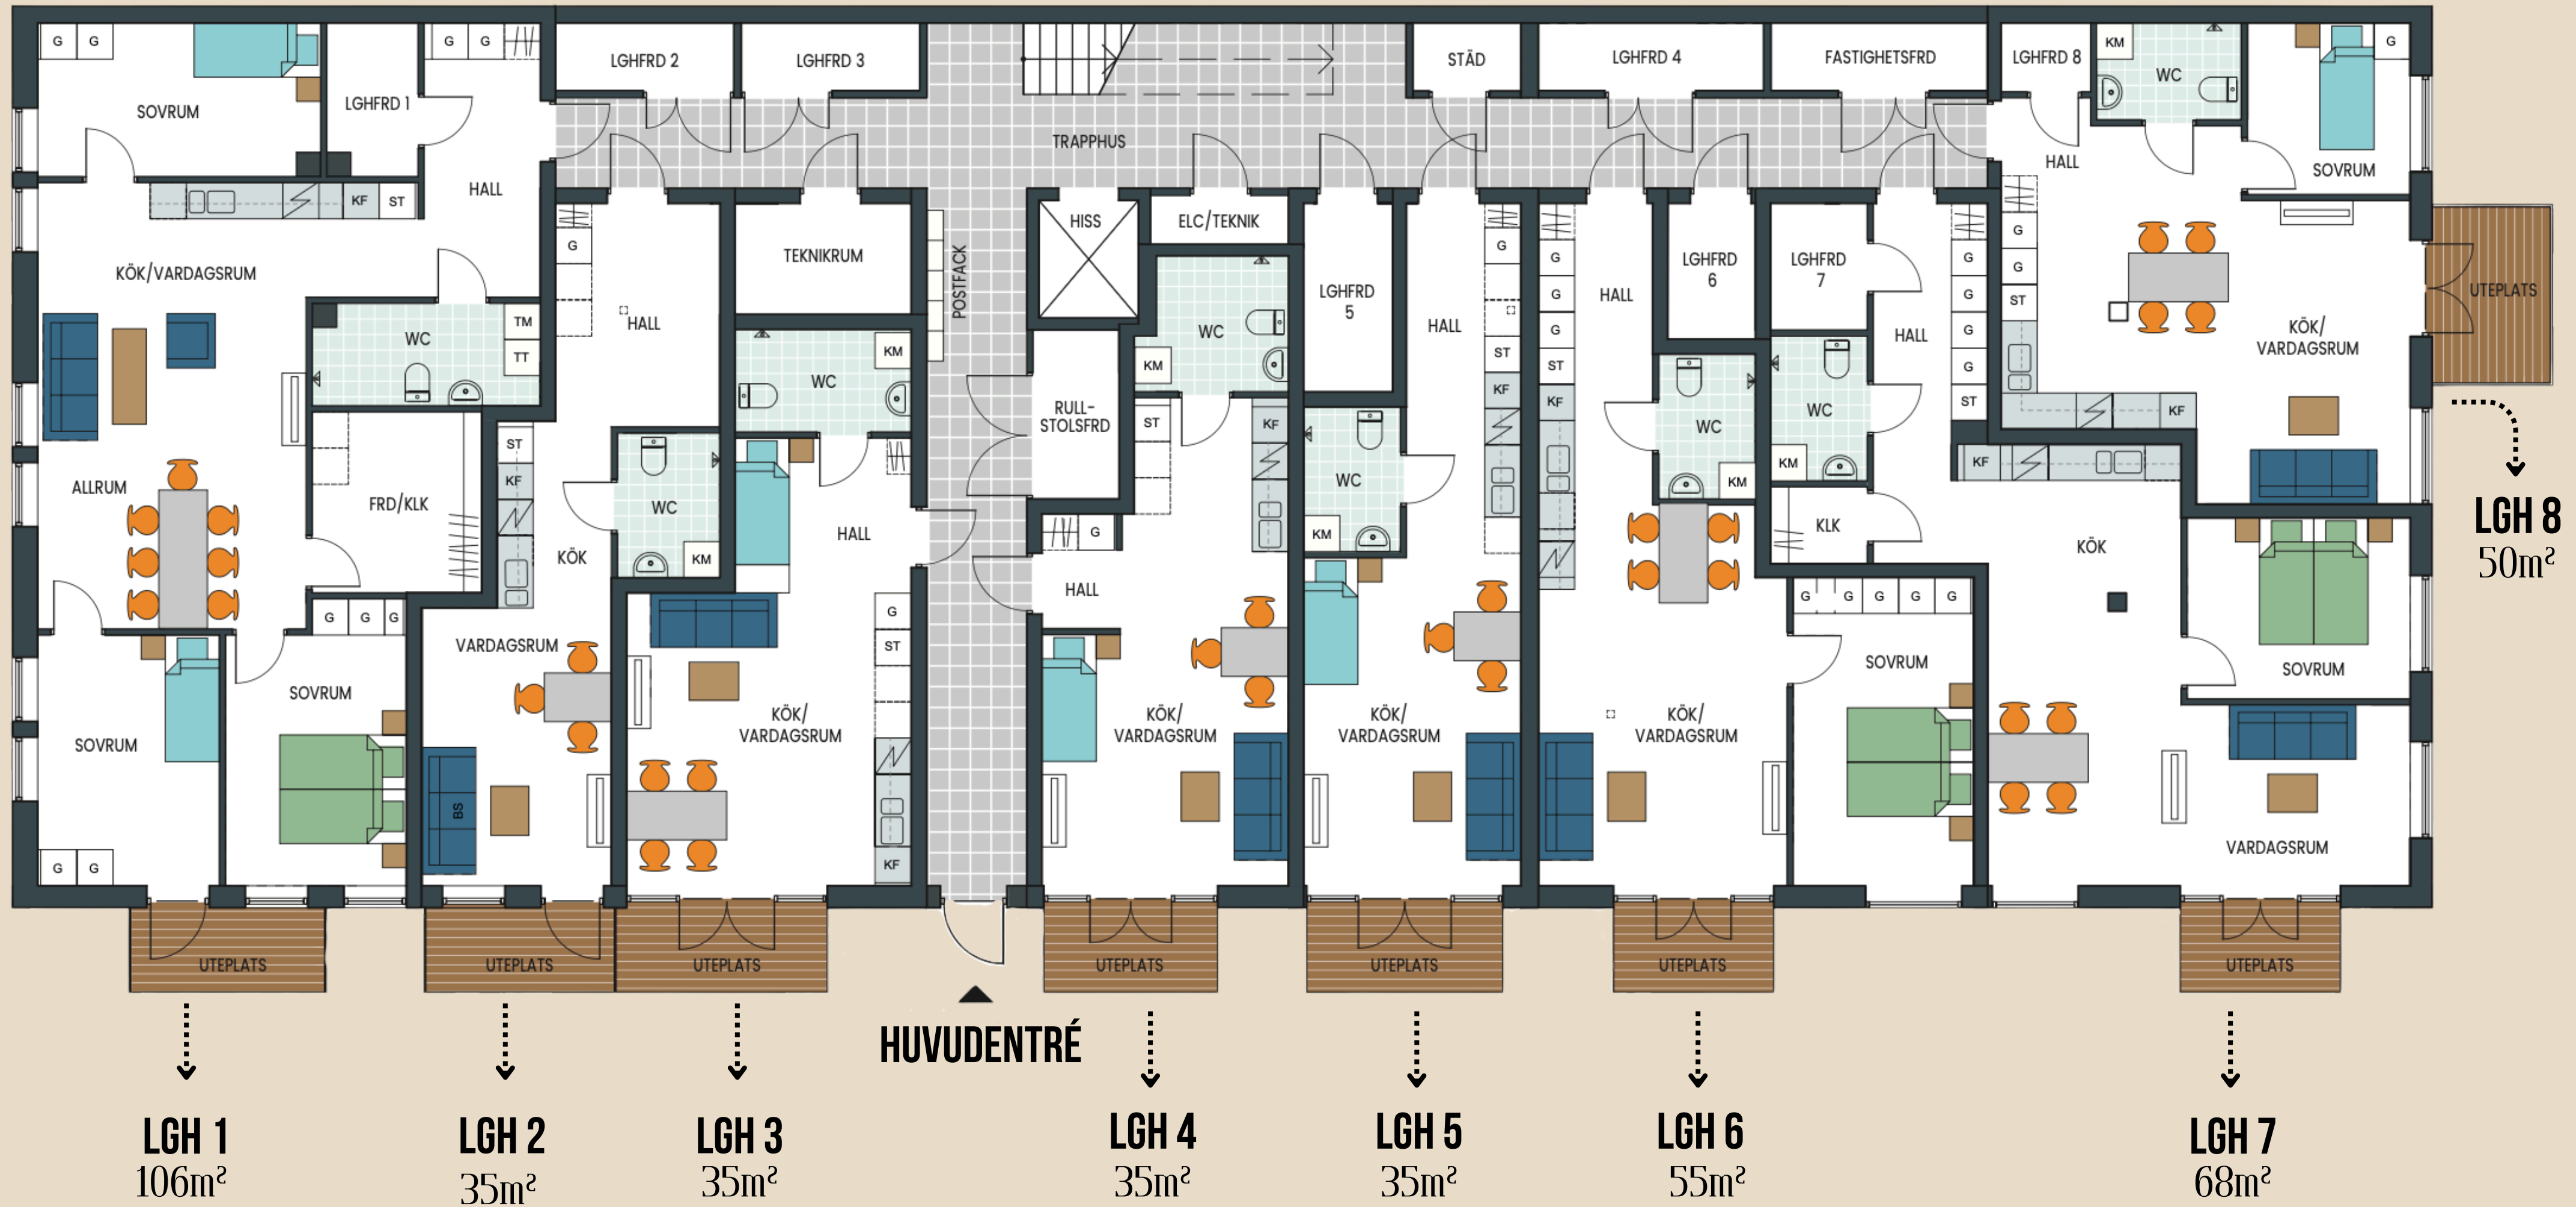 G G
G G
LGHFRD 2
LGHFRD 3
STÄD
LGHFRD 4
FASTIGHETSFRD
LGHFRD 8
KM
WC
G
SOVRUM
LGHFRD 1
TRAPPHUS
HALL
SOVRUM
HALL
KF ST
KÖK/VARDAGSRUM
G
HALL
TEKNIKRUM
POSTFACK
HISS
ELC/TEKNIK
LGHFRD
5
HALL
G
ST
KF
G
G
G
ST
KF
HALL
LGHFRD
6
LGHFRD
7
HALL
G
G
G
G
ST
G
G
ST
KF
KÖK/
VARDAGSRUM
UTEPLATS
WC
TM
TT
WC
KM
WC
KM
RULL-
STOLSFRD
ST
KF
WC
KM
WC
KM
WC
KM
ALLRUM
FRD/KLK
ST
KF
KÖK
WC
KM
HALL
G
HALL
KLK
KF
KÖK
LGH 8
50m²
G G G
VARDAGSRUM
G
ST
G G G G G
SOVRUM
SOVRUM
SOVRUM
SOVRUM
KÖK/
VARDAGSRUM
KÖK/
VARDAGSRUM
KÖK/
VARDAGSRUM
KÖK/
VARDAGSRUM
BS
KF
VARDAGSRUM
G G
UTEPLATS
UTEPLATS
UTEPLATS
UTEPLATS
UTEPLATS
UTEPLATS
UTEPLATS
HUVUDENTRÉ
LGH 1
106m²
LGH 2
35m²
LGH 3
35m²
LGH 4
35m²
LGH 5
35m²
LGH 6
55m²
LGH 7
68m²